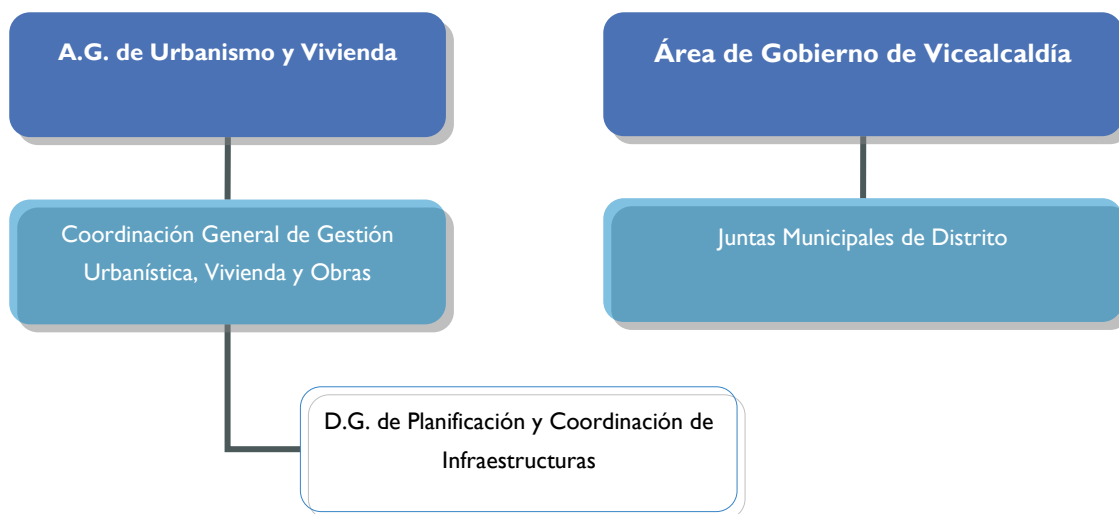 A.G. de Urbanismo y Vivienda
Área de Gobierno de Vicealcaldía
Coordinación General de Gestión
Urbanística, Vivienda y Obras
Juntas Municipales de Distrito
D.G. de Planificación y Coordinación de
Infraestructuras